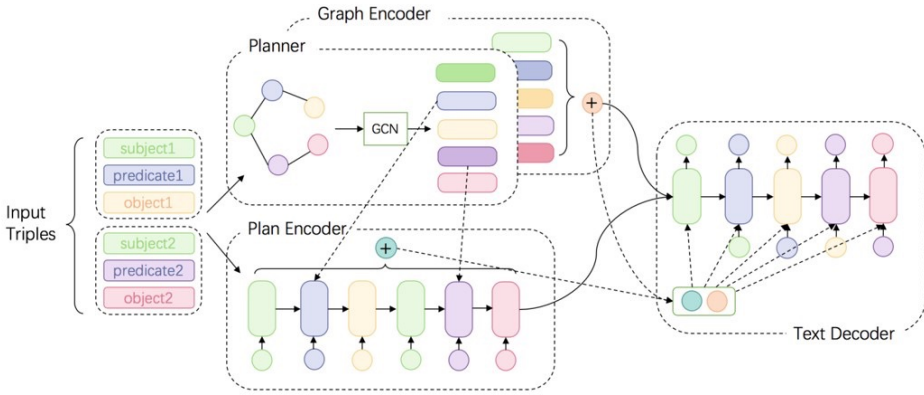 Graph Encoder
Planner
GCN
Input
Triples
subject1
predicate1
object1
subject2
predicate2
object2
Plan Encoder
+
+
Text Decoder